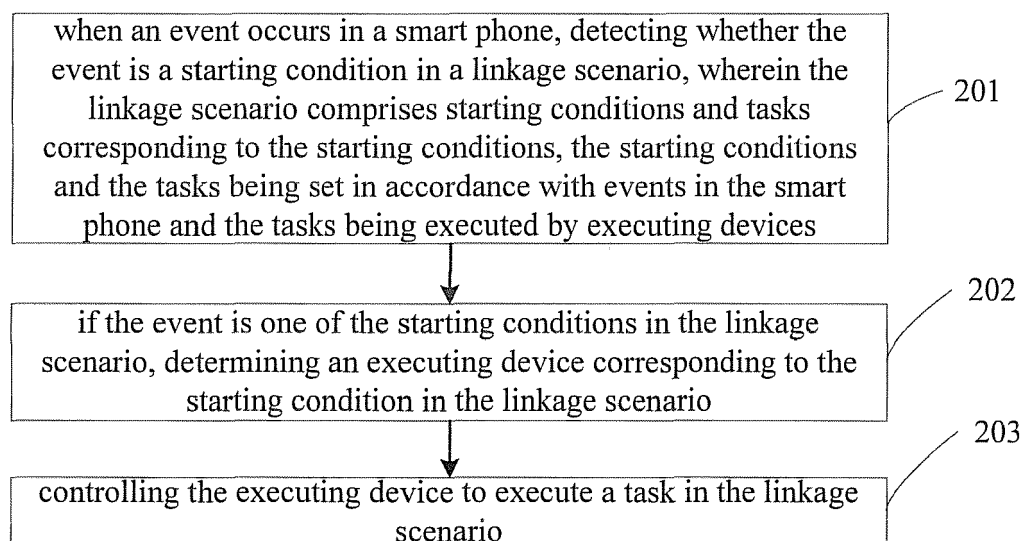 when an event occurs in a smart phone, detecting whether the
event is a starting condition in a linkage scenario, wherein the
linkage scenario comprises starting conditions and tasks
corresponding to the starting conditions, the starting conditions
and the tasks being set in accordance with events in the smart
phone and the tasks being executed by executing devices
201
if the event is one of the starting conditions in the linkage
scenario, determining an executing device corresponding to the
starting condition in the linkage scenario
202
controlling the executing device to execute a task in the linkage
scenario
203